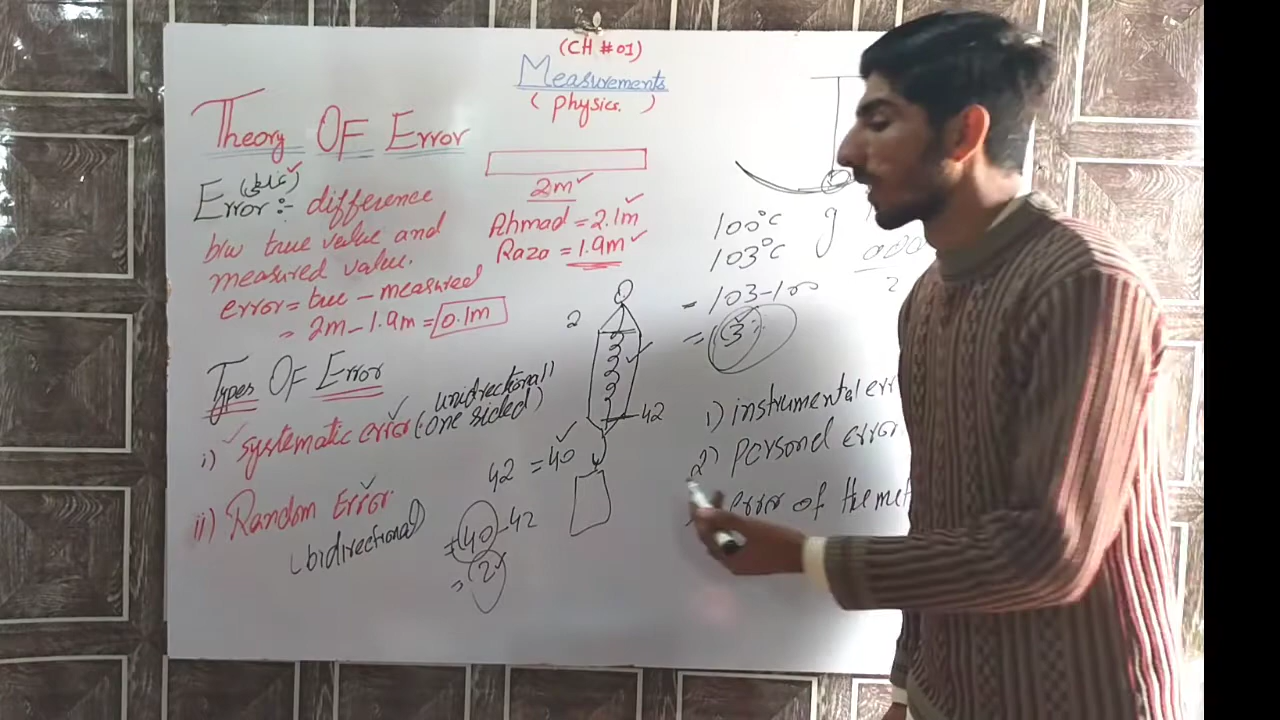 (CH # 01)
Measurements
( physics. )
Theory OF Error
(غلطی)
Error :- difference
b/w true value and
measured value.
error = true - measured
= 2m - 1.9m = 0.1m
2m
Ahmad = 2.1m
Raza = 1.9m
Types OF Error
i) systematic error (one sided)
unidirectional)
ii) Random Error.
(bidirectional)
2
42
42 = 40
= 40 - 42
= 2
100°c
103°c
= 103 - 100
= 3
g
000
2
1) instrumental err
2) personal error
error of the met